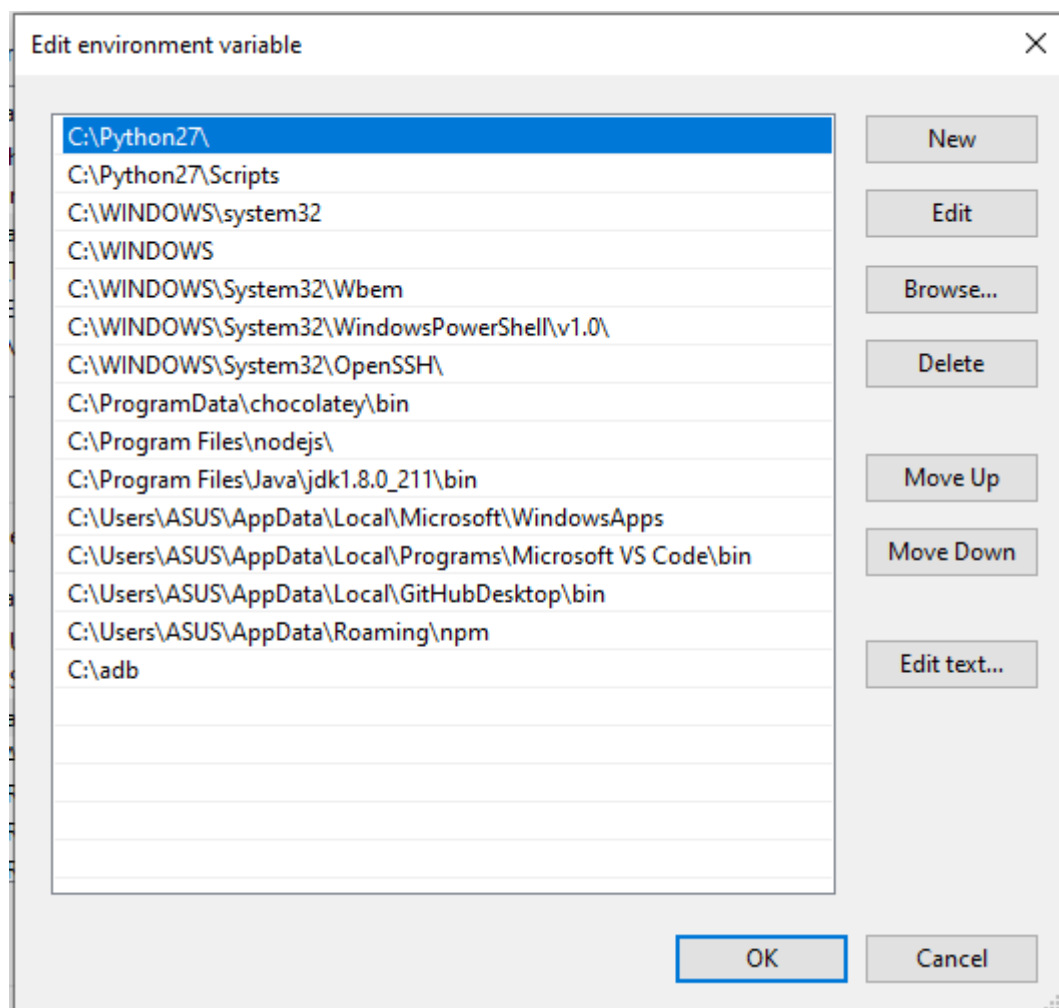 Edit environment variable
C:\Python27\
C:\Python27\Scripts
C:\WINDOWS\system32
C:\WINDOWS
C:\WINDOWS\System32\Wbem
C:\WINDOWS\System32\WindowsPowerShell\v1.0\
C:\WINDOWS\System32\OpenSSH\
C:\ProgramData\chocolatey\bin
C:\Program Files\nodejs\
C:\Program Files\Java\jdk1.8.0_211\bin
C:\Users\ASUS\AppData\Local\Microsoft\WindowsApps
C:\Users\ASUS\AppData\Local\Programs\Microsoft VS Code\bin
C:\Users\ASUS\AppData\Local\GitHubDesktop\bin
C:\Users\ASUS\AppData\Roaming\npm
C:\adb
New
Edit
Browse...
Delete
Move Up
Move Down
Edit text...
OK
Cancel